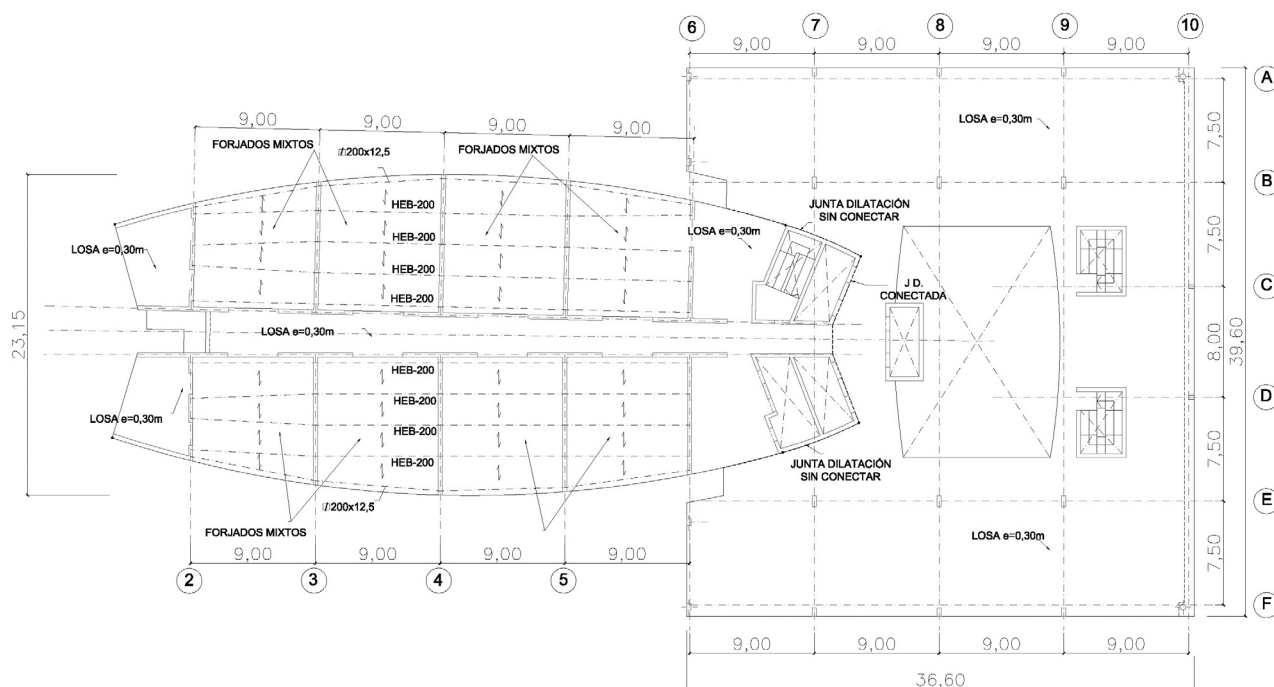 6
7
8
9
10
9,00
9,00
9,00
9,00
A
7,50
B
7,50
C
8,00
39,60
D
7,50
E
7,50
F
9,00
9,00
9,00
9,00
FORJADOS MIXTOS
200x12,5
FORJADOS MIXTOS
LOSA e=0,30m
HEB-200
HEB-200
HEB-200
HEB-200
JUNTA DILATACIÓN
SIN CONECTAR
LOSA e=0,30m
LOSA e=0,30m
J D.
CONECTADA
23,15
LOSA e=0,30m
HEB-200
HEB-200
HEB-200
HEB-200
LOSA e=0,30m
JUNTA DILATACIÓN
SIN CONECTAR
200x12,5
FORJADOS MIXTOS
LOSA e=0,30m
9,00
9,00
9,00
9,00
2
3
4
5
9,00
9,00
9,00
9,00
36,60